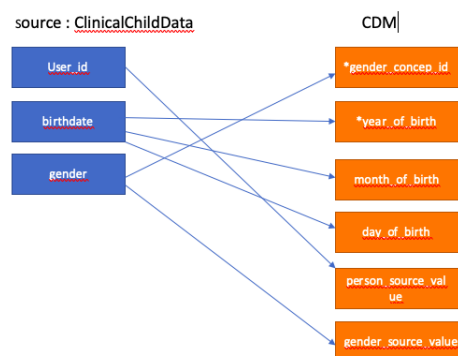 source : ClinicalChildData
CDM
User_id
birthdate
gender
*gender_concep_id
*year_of_birth
month_of_birth
day_of_birth
person_source_val
ue
gender_source_value